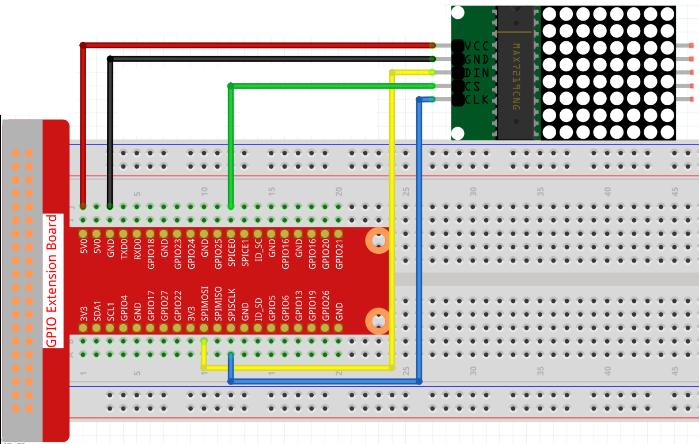 VCC
GND
DIN
CS
CLK
MAX7219CNG
GPIO Extension Board
5 10 15 20 25 30 35 40 45
5V0 5V0 GND TXD0 RXD0 GPIO18 GND GPIO23 GPIO24 GND GPIO25 SPICE0 SPICE1 ID_SC GND GPIO16 GND GPIO16 GPIO20 GPIO21
3V3 SDA1 SCL1 GPIO4 GND GPIO17 GPIO27 GPIO22 3V3 SPIMOSI SPIMISO SPISCLK GND ID_SD GPIO5 GPIO6 GPIO13 GPIO19 GPIO26 GND
1 5 15 20 25 30 35 40 45